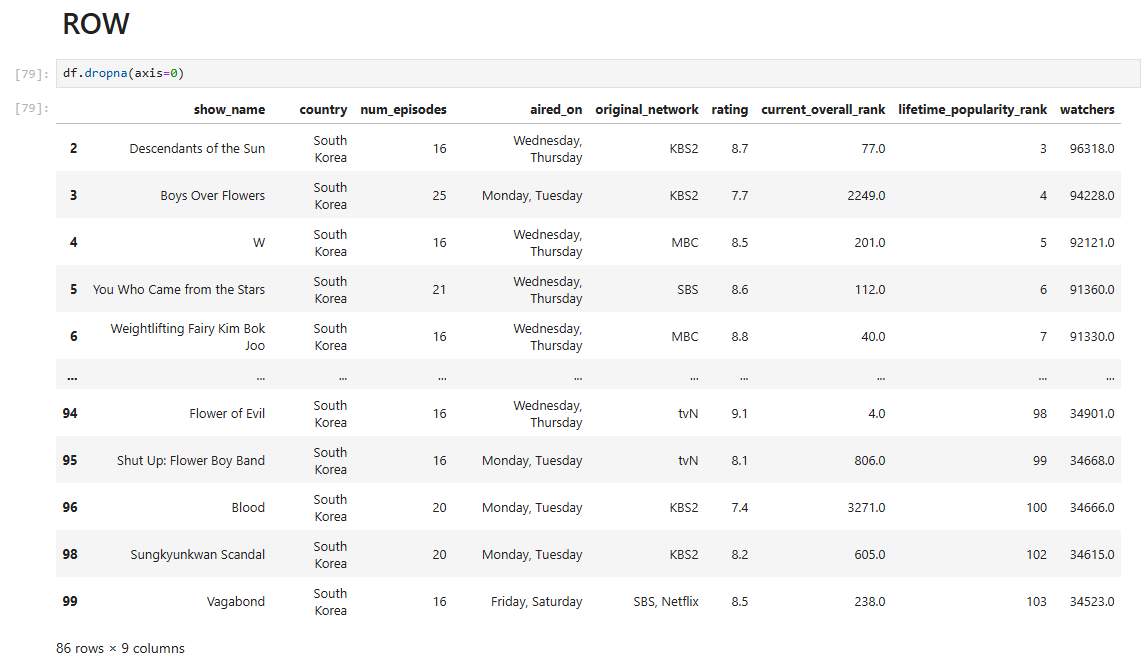 ROW
[79]: df.dropna(axis=0)
[79]: show_name country num_episodes aired_on original_network rating current_overall_rank lifetime_popularity_rank watchers
2 Descendants of the Sun South Korea 16 Wednesday, Thursday KBS2 8.7 77.0 3 96318.0
3 Boys Over Flowers South Korea 25 Monday, Tuesday KBS2 7.7 2249.0 4 94228.0
4 W South Korea 16 Wednesday, Thursday MBC 8.5 201.0 5 92121.0
5 You Who Came from the Stars South Korea 21 Wednesday, Thursday SBS 8.6 112.0 6 91360.0
6 Weightlifting Fairy Kim Bok Joo South Korea 16 Wednesday, Thursday MBC 8.8 40.0 7 91330.0
... ... ... ... ... ... ... ... ... ...
94 Flower of Evil South Korea 16 Wednesday, Thursday tvN 9.1 4.0 98 34901.0
95 Shut Up: Flower Boy Band South Korea 16 Monday, Tuesday tvN 8.1 806.0 99 34668.0
96 Blood South Korea 20 Monday, Tuesday KBS2 7.4 3271.0 100 34666.0
98 Sungkyunkwan Scandal South Korea 20 Monday, Tuesday KBS2 8.2 605.0 102 34615.0
99 Vagabond South Korea 16 Friday, Saturday SBS, Netflix 8.5 238.0 103 34523.0
86 rows × 9 columns